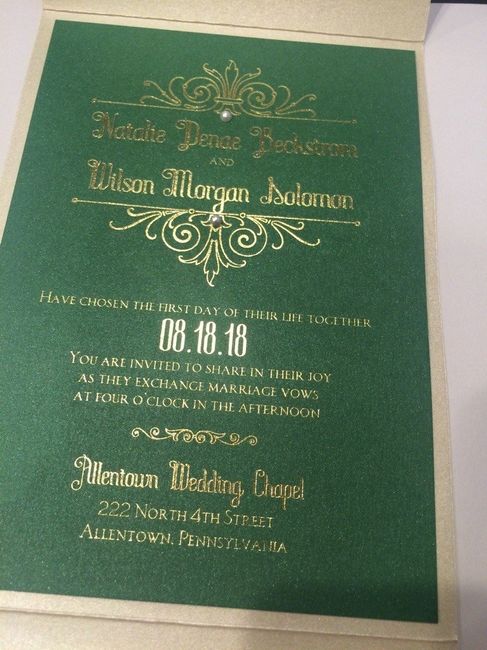 Natalie Denae Beckstrom
AND
Wilson Morgan Solomon
HAVE CHOSEN THE FIRST DAY OF THEIR LIFE TOGETHER
08.18.18
YOU ARE INVITED TO SHARE IN THEIR JOY
AS THEY EXCHANGE MARRIAGE VOWS
AT FOUR O'CLOCK IN THE AFTERNOON
Allentown Wedding Chapel
222 NORTH 4TH STREET
ALLENTOWN, PENNSYLVANIA